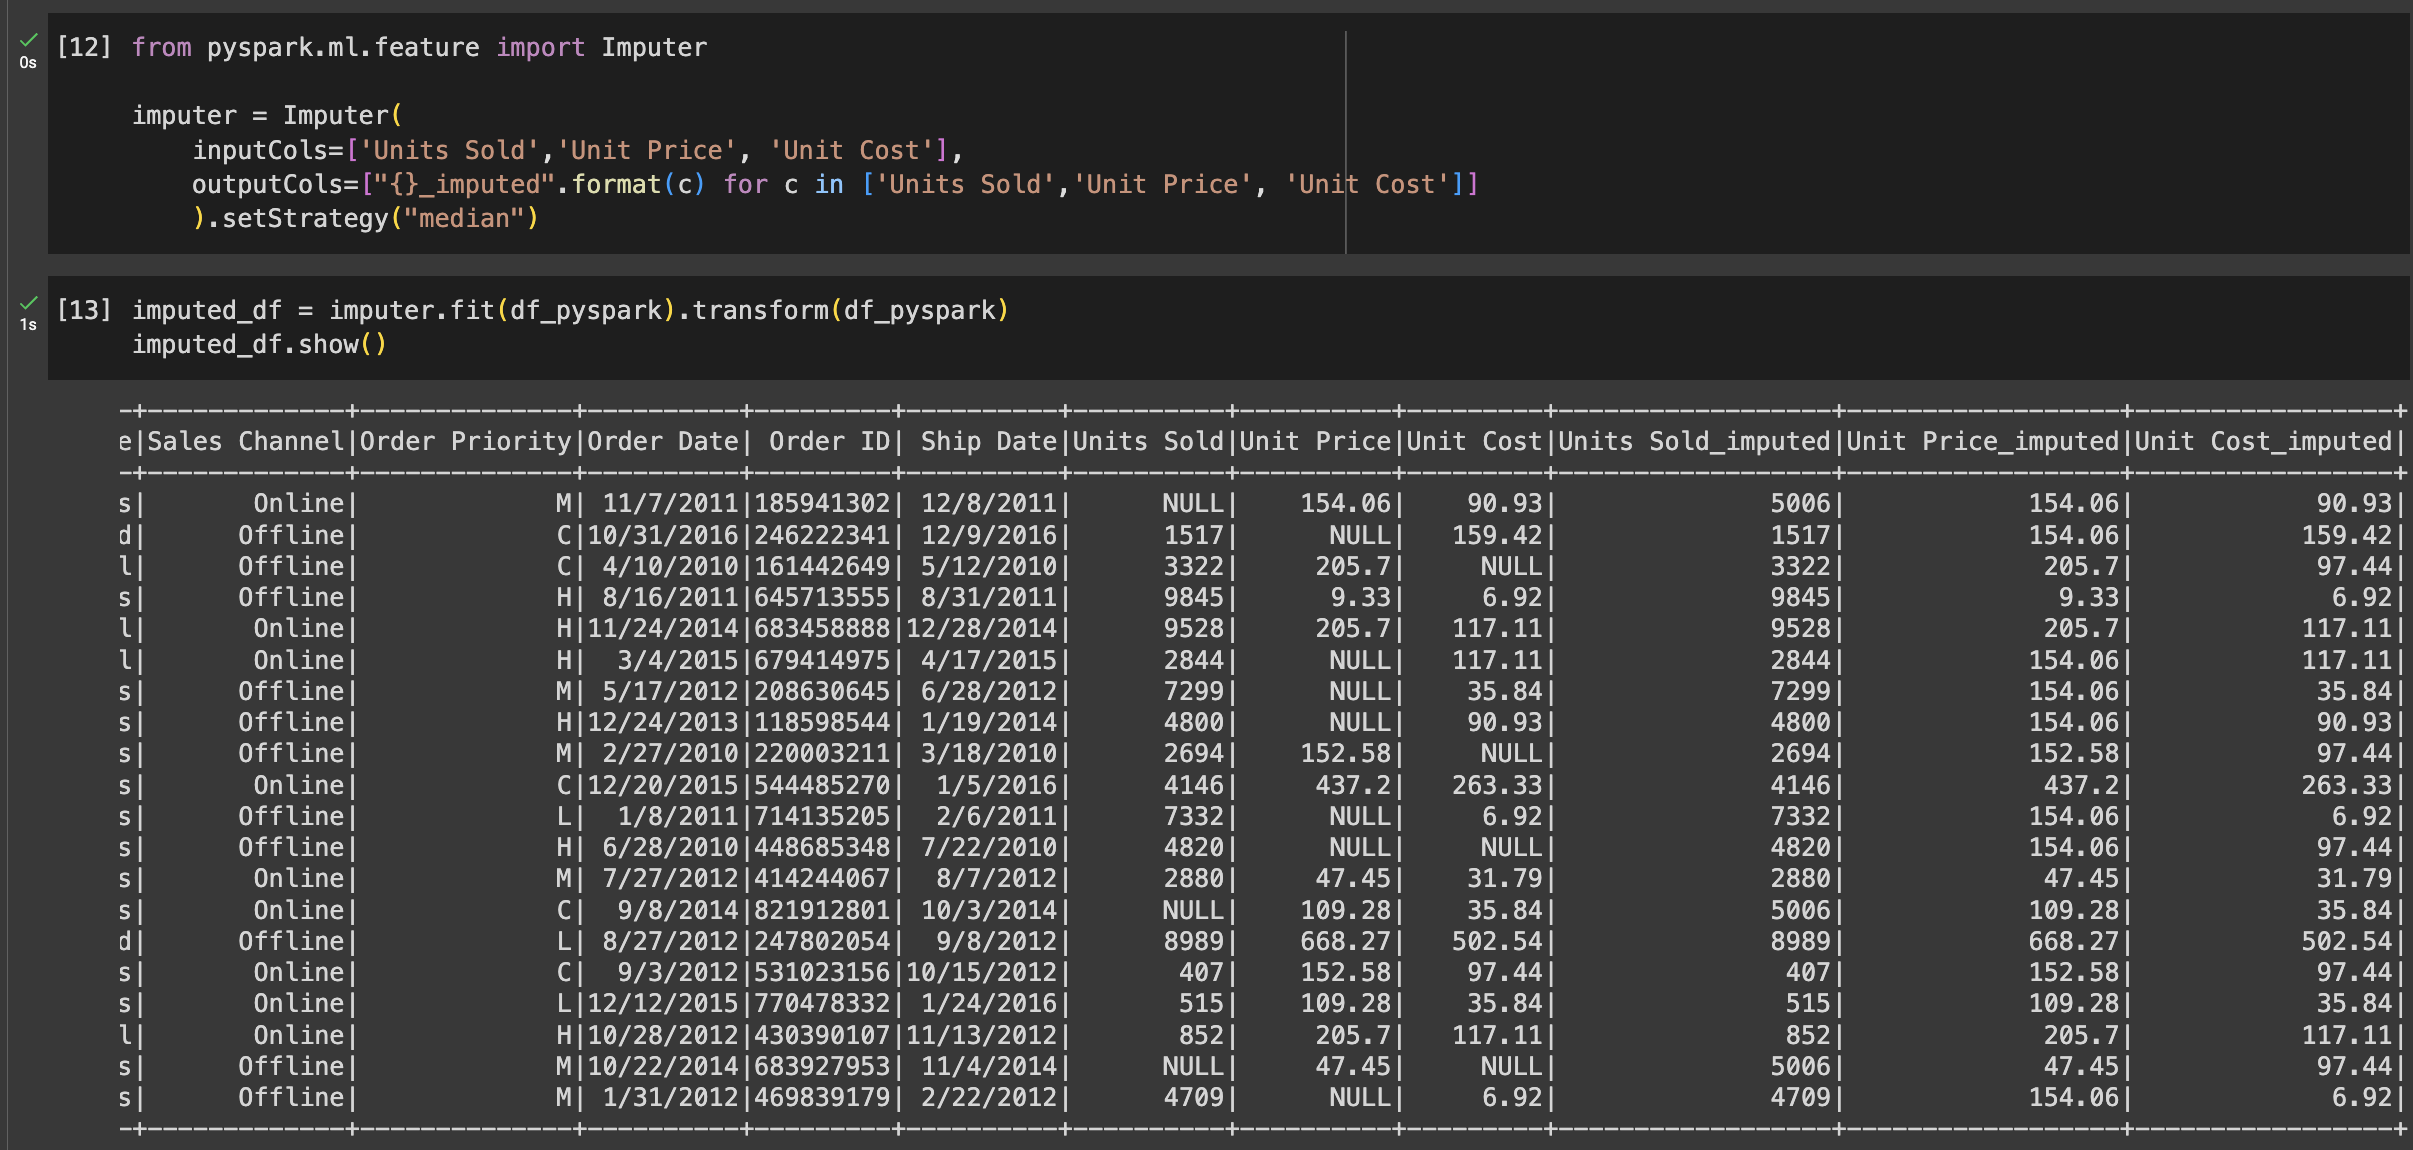 [12] from pyspark.ml.feature import Imputer
0s
imputer = Imputer(
    inputCols=['Units Sold','Unit Price', 'Unit Cost'],
    outputCols=["{}_imputed".format(c) for c in ['Units Sold','Unit Price', 'Unit Cost']]
    ).setStrategy("median")
[13] imputed_df = imputer.fit(df_pyspark).transform(df_pyspark)
1s
imputed_df.show()
-+-------------+--------------+----------+---------+----------+----------+----------+---------+------------------+------------------+-----------------+
e|Sales Channel|Order Priority|Order Date| Order ID| Ship Date|Units Sold|Unit Price|Unit Cost|Units Sold_imputed|Unit Price_imputed|Unit Cost_imputed|
-+-------------+--------------+----------+---------+----------+----------+----------+---------+------------------+------------------+-----------------+
s|       Online|             M| 11/7/2011|185941302| 12/8/2011|      NULL|    154.06|    90.93|              5006|            154.06|            90.93|
d|      Offline|             C|10/31/2016|246222341| 12/9/2016|      1517|      NULL|   159.42|              1517|            154.06|           159.42|
l|      Offline|             C| 4/10/2010|161442649| 5/12/2010|      3322|     205.7|     NULL|              3322|             205.7|            97.44|
s|      Offline|             H| 8/16/2011|645713555| 8/31/2011|      9845|      9.33|     6.92|              9845|              9.33|             6.92|
l|       Online|             H|11/24/2014|683458888|12/28/2014|      9528|     205.7|   117.11|              9528|             205.7|           117.11|
l|       Online|             H|  3/4/2015|679414975| 4/17/2015|      2844|      NULL|   117.11|              2844|            154.06|           117.11|
s|      Offline|             M| 5/17/2012|208630645| 6/28/2012|      7299|      NULL|    35.84|              7299|            154.06|            35.84|
s|      Offline|             H|12/24/2013|118598544| 1/19/2014|      4800|      NULL|    90.93|              4800|            154.06|            90.93|
s|      Offline|             M| 2/27/2010|220003211| 3/18/2010|      2694|    152.58|     NULL|              2694|            152.58|            97.44|
s|       Online|             C|12/20/2015|544485270|  1/5/2016|      4146|     437.2|   263.33|              4146|             437.2|           263.33|
s|      Offline|             L|  1/8/2011|714135205|  2/6/2011|      7332|      NULL|     6.92|              7332|            154.06|             6.92|
s|      Offline|             H| 6/28/2010|448685348| 7/22/2010|      4820|      NULL|     NULL|              4820|            154.06|            97.44|
s|       Online|             M| 7/27/2012|414244067|  8/7/2012|      2880|     47.45|    31.79|              2880|             47.45|            31.79|
s|       Online|             C|  9/8/2014|821912801| 10/3/2014|      NULL|    109.28|    35.84|              5006|            109.28|            35.84|
d|      Offline|             L| 8/27/2012|247802054|  9/8/2012|      8989|    668.27|   502.54|              8989|            668.27|           502.54|
s|       Online|             C|  9/3/2012|531023156|10/15/2012|       407|    152.58|    97.44|               407|            152.58|            97.44|
s|       Online|             L|12/12/2015|770478332| 1/24/2016|       515|    109.28|    35.84|               515|            109.28|            35.84|
l|       Online|             H|10/28/2012|430390107|11/13/2012|       852|     205.7|   117.11|               852|             205.7|           117.11|
s|      Offline|             M|10/22/2014|683927953| 11/4/2014|      NULL|     47.45|     NULL|              5006|             47.45|            97.44|
s|      Offline|             M| 1/31/2012|469839179| 2/22/2012|      4709|      NULL|     6.92|              4709|            154.06|             6.92|
-+-------------+--------------+----------+---------+----------+----------+----------+---------+------------------+------------------+-----------------+